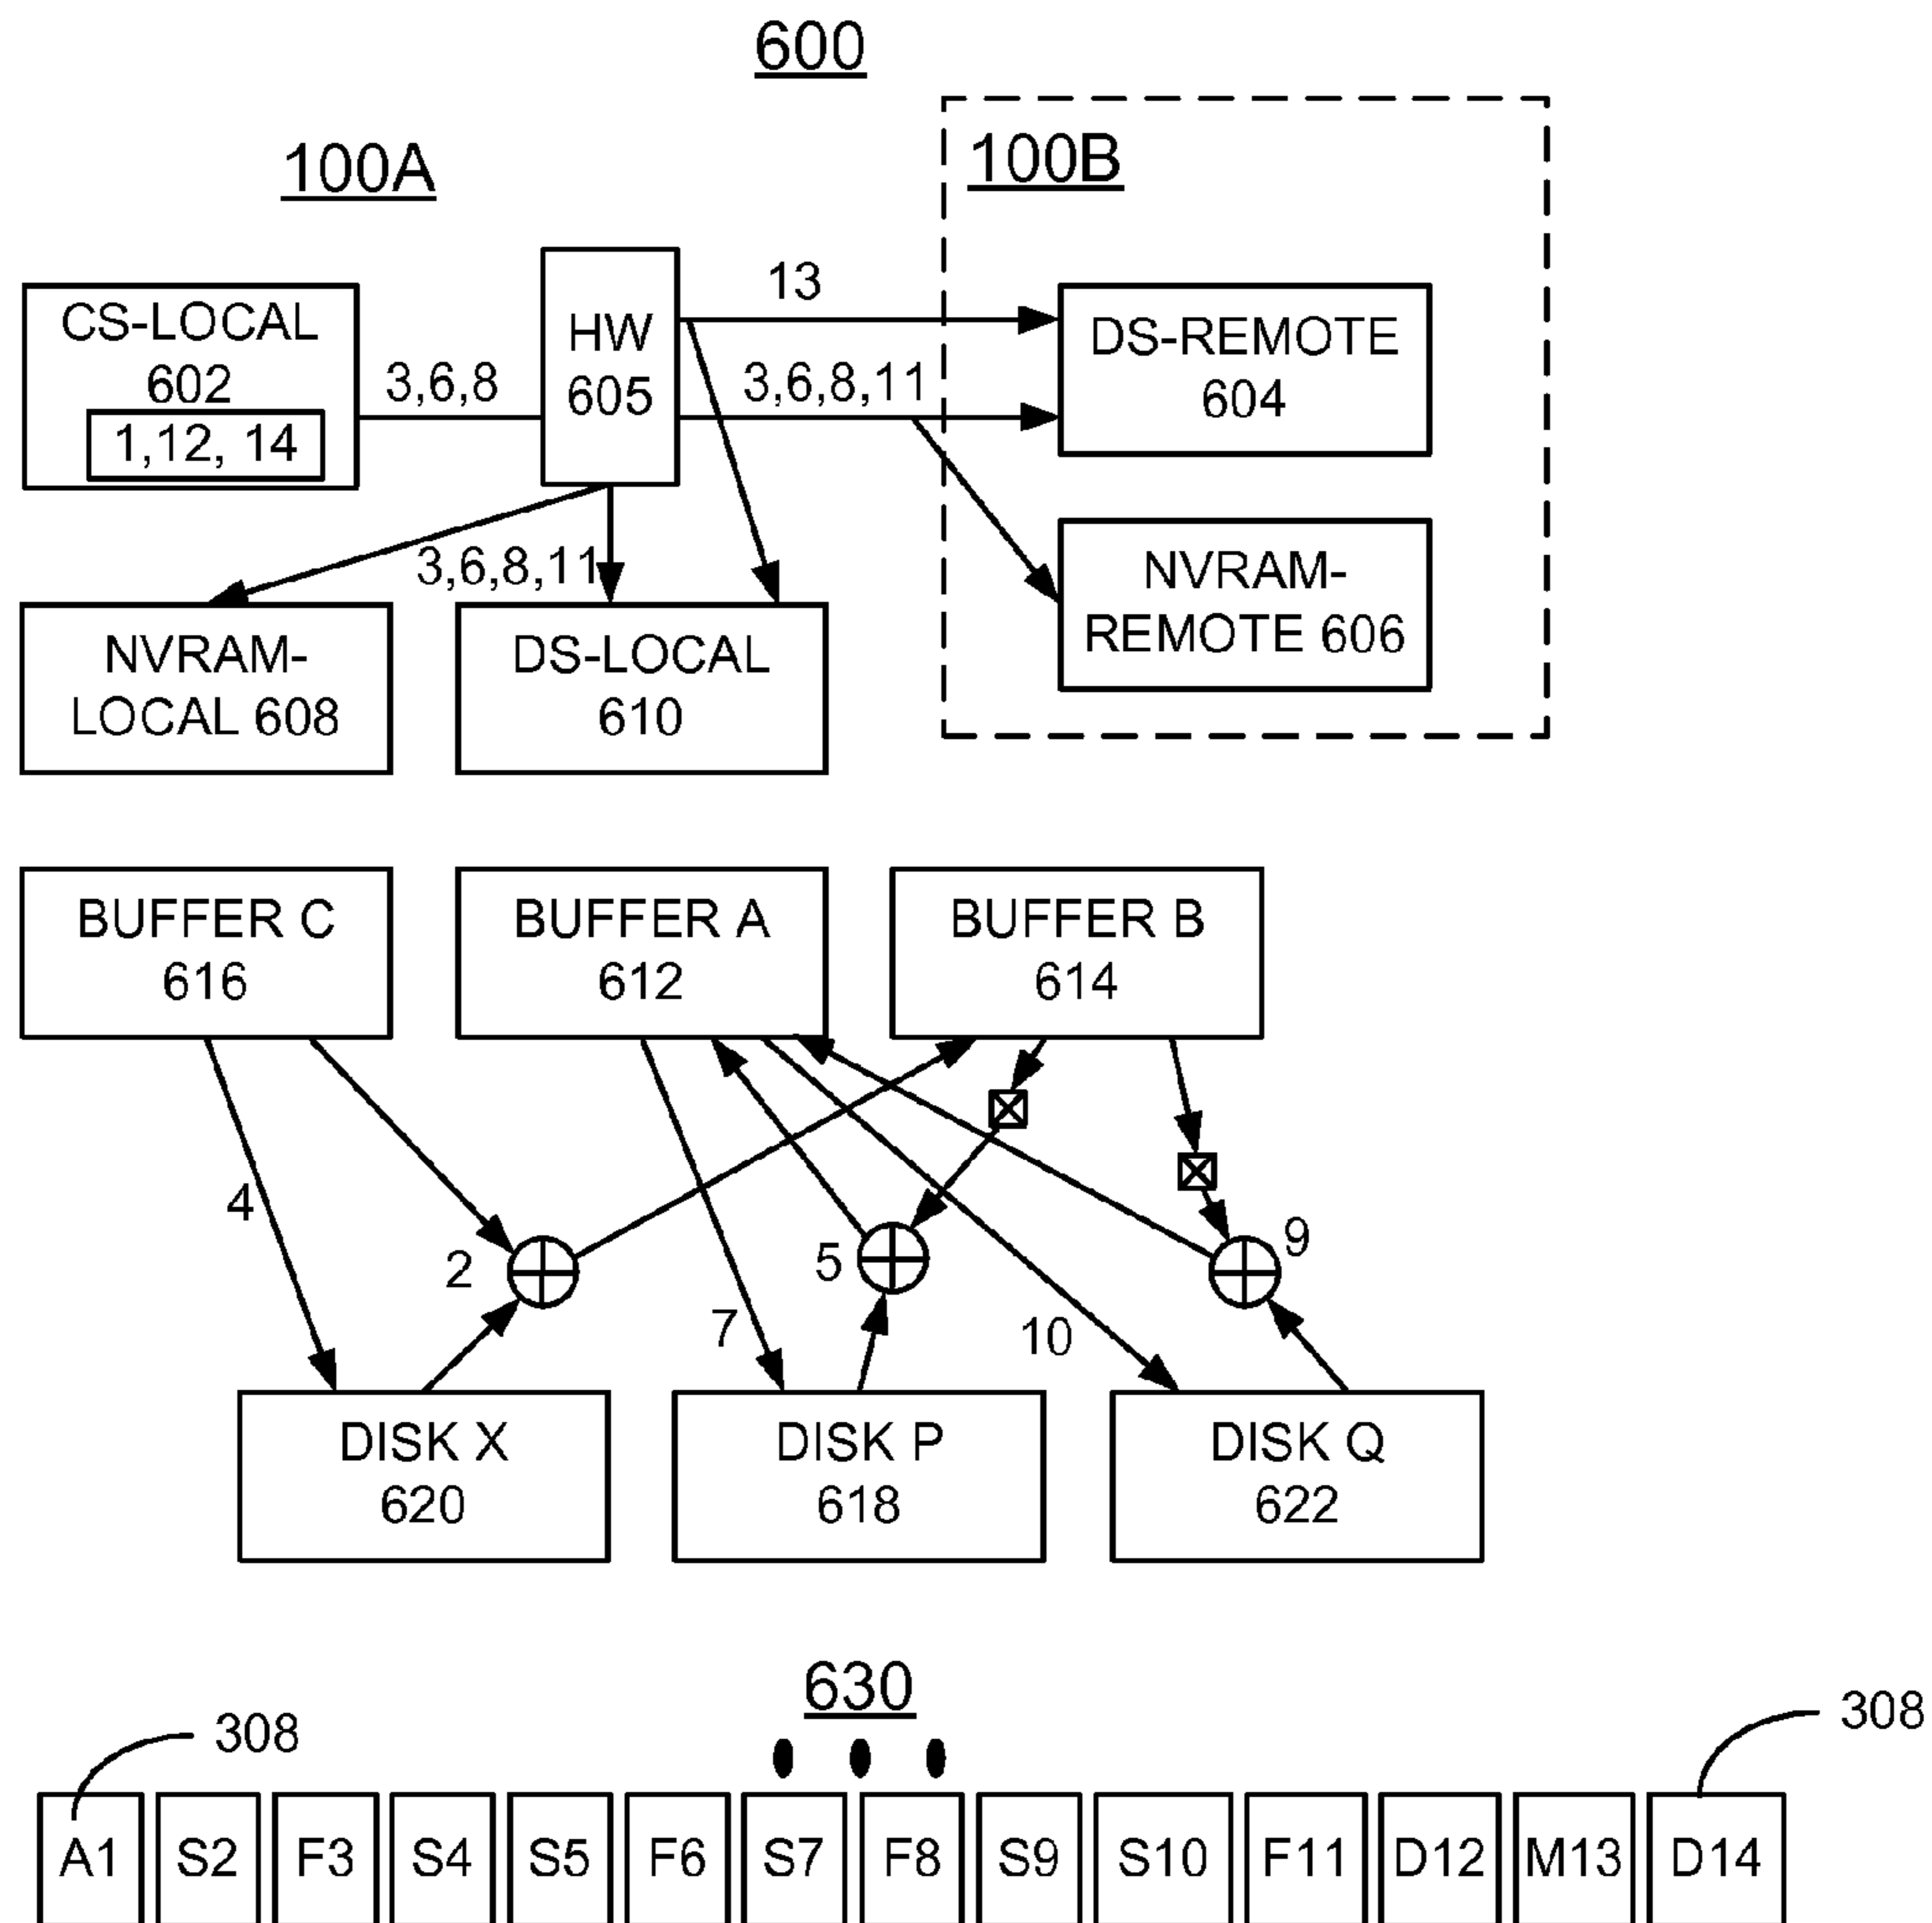 600
100A
100B
CS-LOCAL
602
1,12, 14
3,6,8
HW
605
13
3,6,8,11
DS-REMOTE
604
3,6,8,11
NVRAM-
REMOTE 606
NVRAM-
LOCAL 608
DS-LOCAL
610
BUFFER C
616
BUFFER A
612
BUFFER B
614
4
2
5
9
7
10
DISK X
620
DISK P
618
DISK Q
622
630
308
308
A1 S2 F3 S4 S5 F6 S7 F8 S9 S10 F11 D12 M13 D14